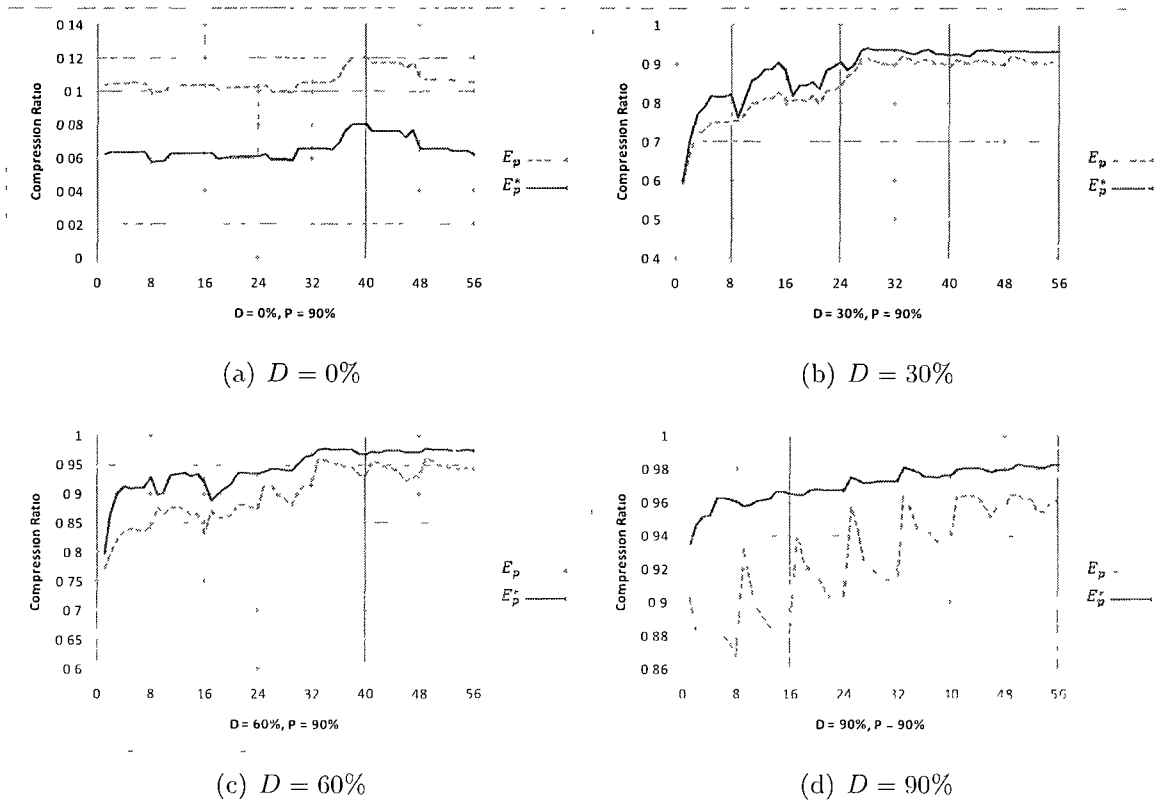 0 14
0 12
0 1
0 08
0 06
0 04
0 02
0
Compression Ratio
0 8 16 24 32 40 48 56
D = 0%, P = 90%
E_p
E_p^*
(a) D = 0%
1
0 9
0 8
0 7
0 6
0 5
0 4
Compression Ratio
0 8 16 24 32 40 48 56
D = 30%, P = 90%
E_p
E_p^*
(b) D = 30%
1
0 95
0 9
0 85
0 8
0 75
0 7
0 65
0 6
Compression Ratio
0 8 16 24 32 40 48 56
D = 60%, P = 90%
E_p
E_p^*
(c) D = 60%
1
0 98
0 96
0 94
0 92
0 9
0 88
0 86
Compression Ratio
0 8 16 24 32 40 48 56
D = 90%, P = 90%
E_p
E_p^*
(d) D = 90%